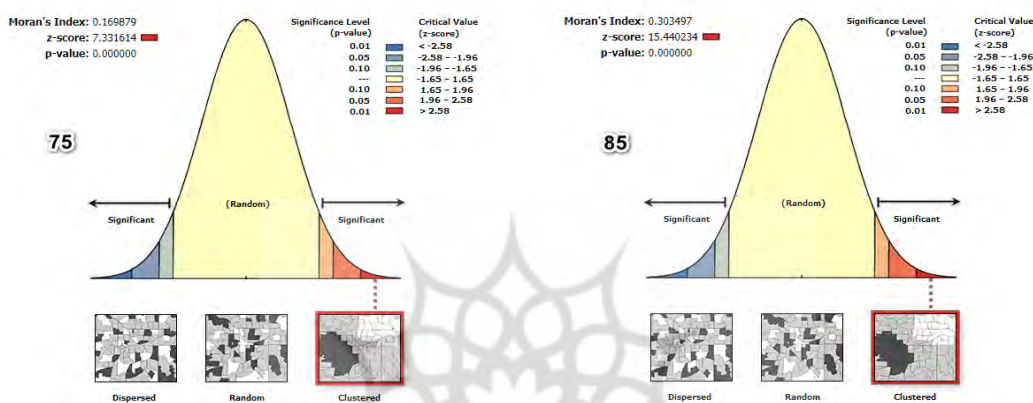 Moran's Index: 0.169879
z-score: 7.331614
p-value: 0.000000
Significance Level
(p-value)
Critical Value
(z-score)
0.01 < -2.58
0.05 -2.58 – -1.96
0.10 -1.96 – -1.65
--- -1.65 – 1.65
0.10 1.65 – 1.96
0.05 1.96 – 2.58
0.01 > 2.58
75
(Random)
Significant
Significant
Dispersed
Random
Clustered
Moran's Index: 0.303497
z-score: 15.440234
p-value: 0.000000
Significance Level
(p-value)
Critical Value
(z-score)
0.01 < -2.58
0.05 -2.58 – -1.96
0.10 -1.96 – -1.65
--- -1.65 – 1.65
0.10 1.65 – 1.96
0.05 1.96 – 2.58
0.01 > 2.58
85
(Random)
Significant
Significant
Dispersed
Random
Clustered